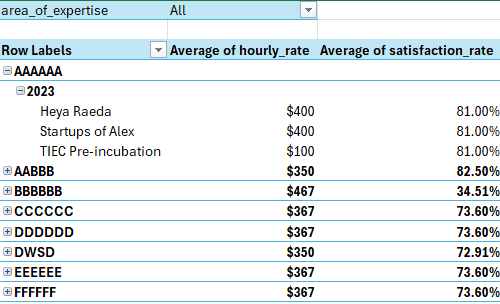 area_of_expertise All
Row Labels Average of hourly_rate Average of satisfaction_rate
AAAAAA
2023
Heya Raeda $400 81.00%
Startups of Alex $400 81.00%
TIEC Pre-incubation $100 81.00%
AABBB $350 82.50%
BBBBBB $467 34.51%
CCCCCC $367 73.60%
DDDDDD $367 73.60%
DWSD $350 72.91%
EEEEEE $367 73.60%
FFFFFF $367 73.60%